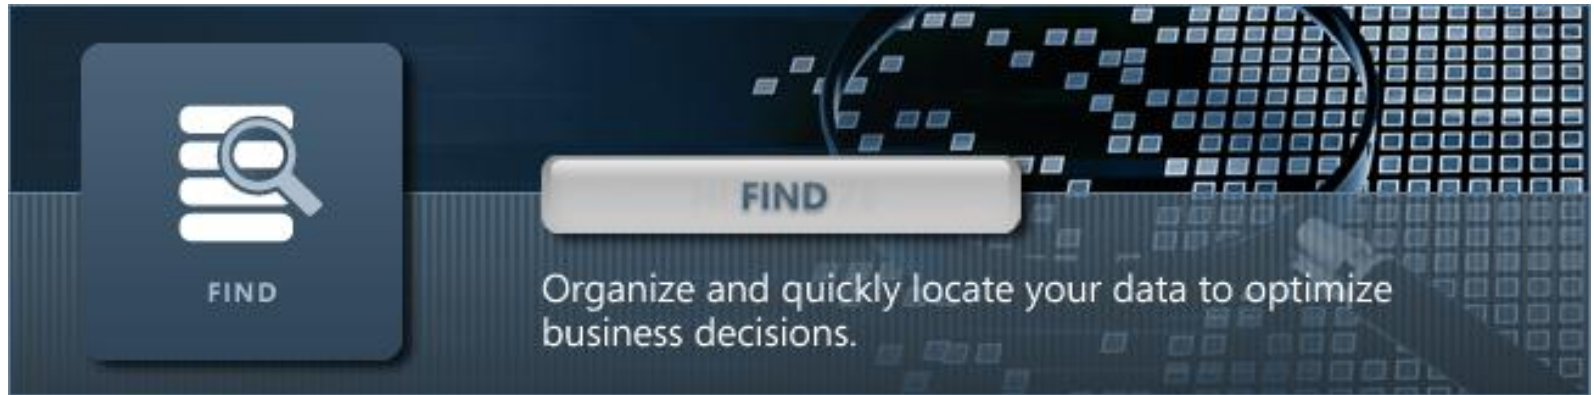 FIND
FIND
Organize and quickly locate your data to optimize
business decisions.